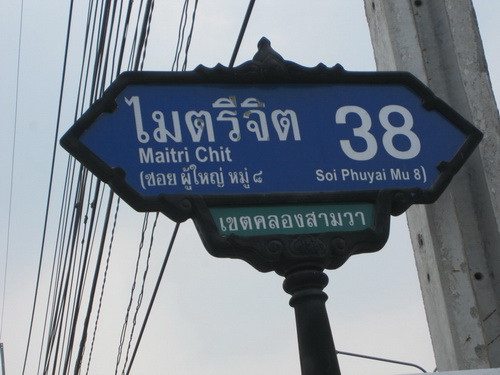 ไมตรีจิต 38
Maitri Chit
(ซอย ผู้ใหญ่ หมู่ ๘ Soi Phuyai Mu 8)
เขตคลองสามวา